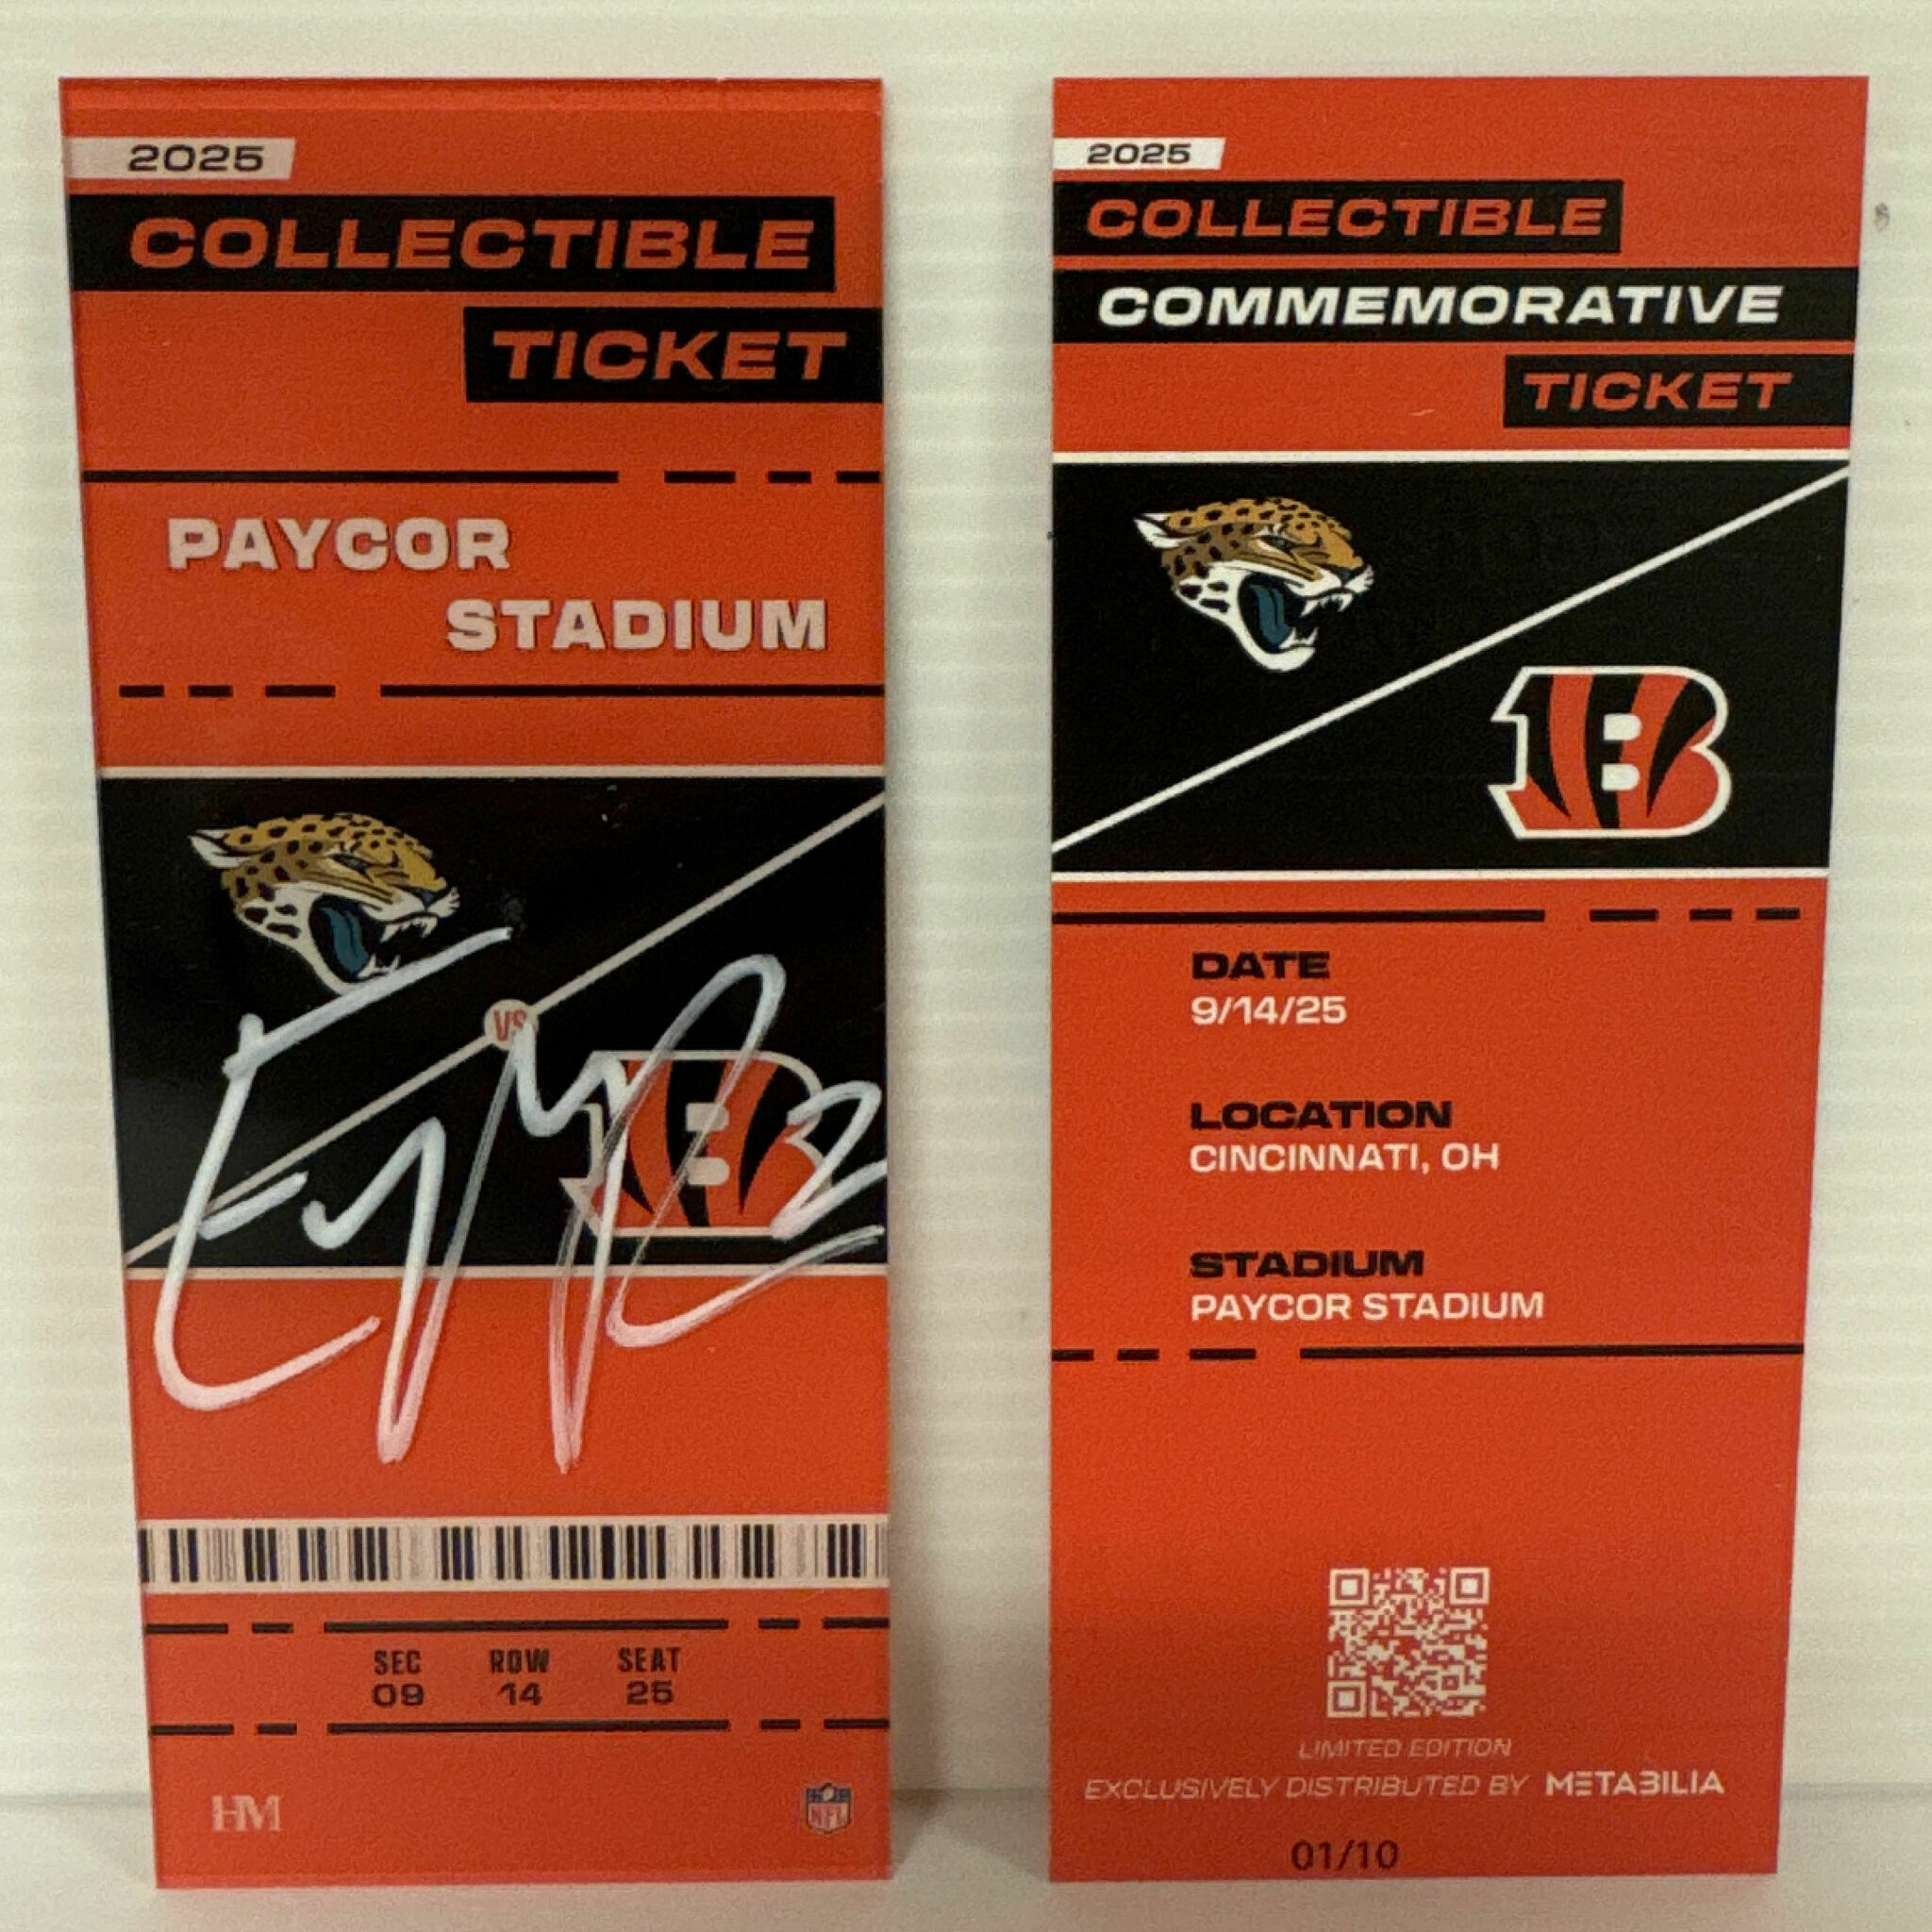 2025
COLLECTIBLE
TICKET
PAYCOR
STADIUM
VS
2
SEC ROW SEAT
09 14 25
HM
NFL
2025
COLLECTIBLE
COMMEMORATIVE
TICKET
B
DATE
9/14/25
LOCATION
CINCINNATI, OH
STADIUM
PAYCOR STADIUM
LIMITED EDITION
EXCLUSIVELY DISTRIBUTED BY METABILIA
01/10